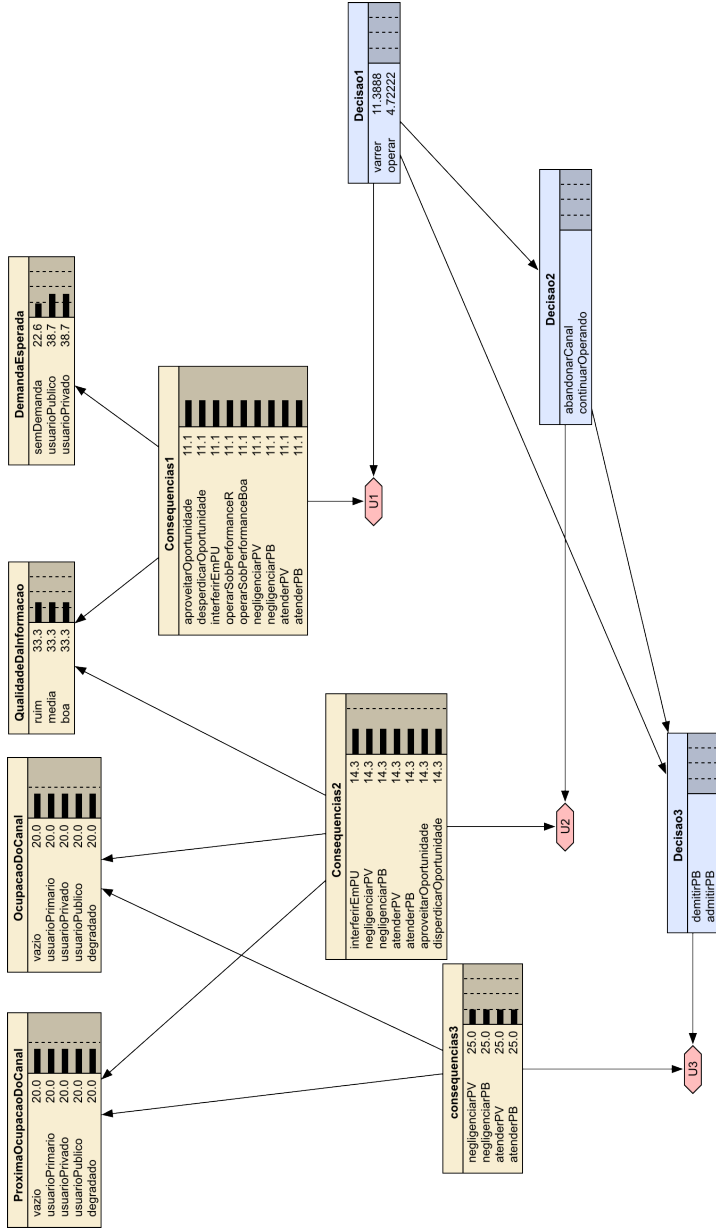 ProximaOcupacaoDoCanal
vazio 20.0
usuarioPrimario 20.0
usuarioPrivado 20.0
usuarioPublico 20.0
degradado 20.0
OcupacaoDoCanal
vazio 20.0
usuarioPrimario 20.0
usuarioPrivado 20.0
usuarioPublico 20.0
degradado 20.0
QualidadeDaInformacao
ruim 33.3
media 33.3
boa 33.3
DemandaEsperada
semDemanda 22.6
usuarioPublico 38.7
usuarioPrivado 38.7
Consequencias1
aproveitarOportunidade 11.1
desperdicarOportunidade 11.1
interferirEmPU 11.1
operarSobPerformanceR 11.1
operarSobPerformanceBoa 11.1
negligenciarPV 11.1
negligenciarPB 11.1
atenderPV 11.1
atenderPB 11.1
Consequencias2
interferirEmPU 14.3
negligenciarPV 14.3
negligenciarPB 14.3
atenderPV 14.3
atenderPB 14.3
aproveitarOportunidade 14.3
disperdicarOportunidade 14.3
consequencias3
negligenciarPV 25.0
negligenciarPB 25.0
atenderPV 25.0
atenderPB 25.0
Decisao1
varrer 11.3888
operar 4.72222
U1
Decisao2
abandonarCanal
continuarOperando
U2
Decisao3
demitirPB
admitirPB
U3